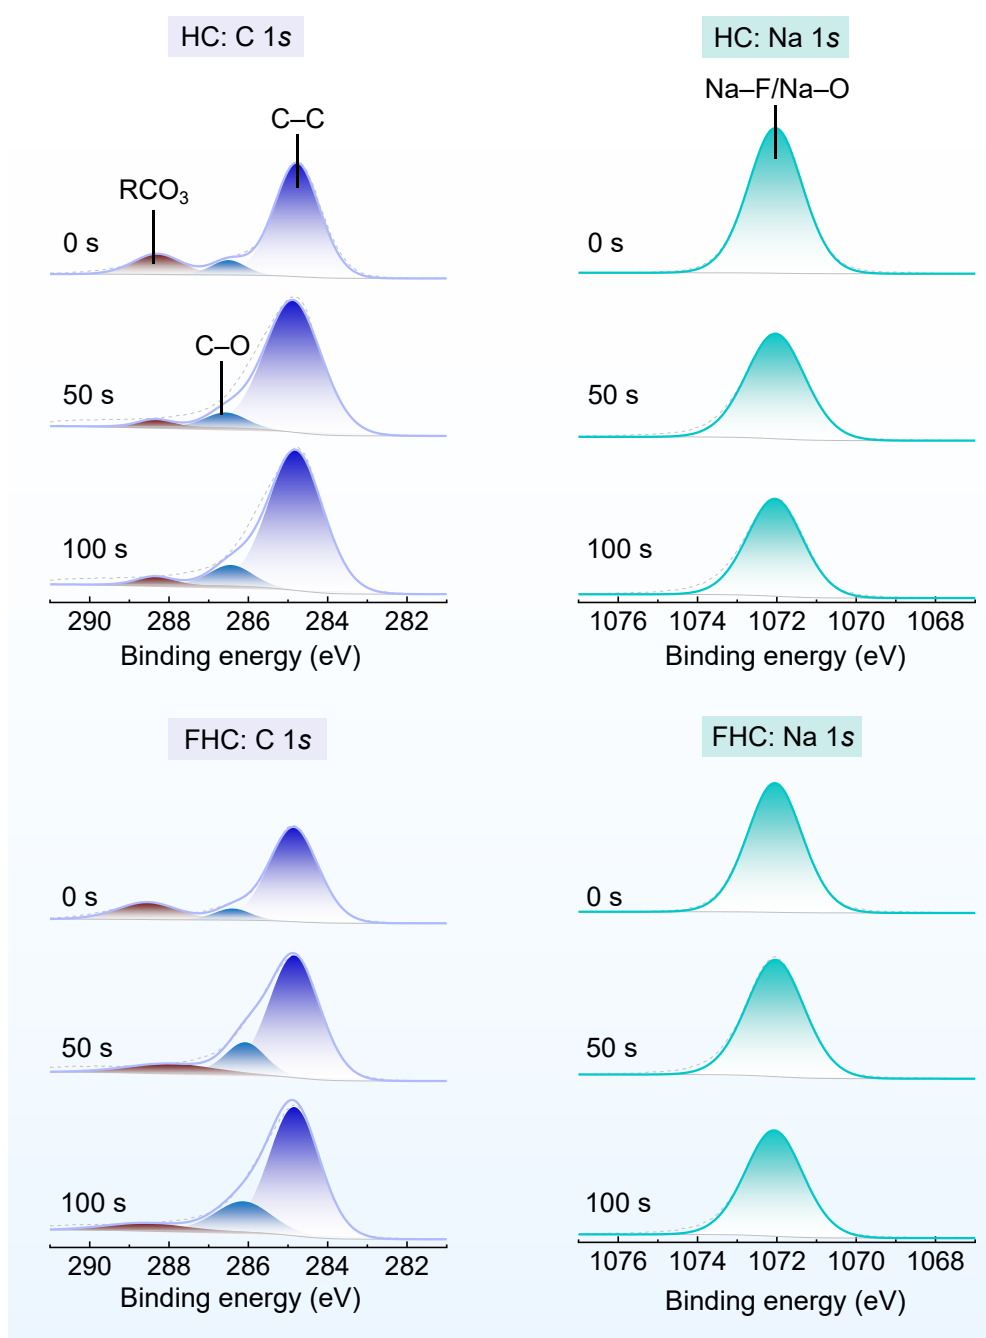 HC: C 1s
HC: Na 1s
C–C
RCO₃
0 s
C–O
50 s
100 s
290 288 286 284 282
Binding energy (eV)
Na–F/Na–O
0 s
50 s
100 s
1076 1074 1072 1070 1068
Binding energy (eV)
FHC: C 1s
FHC: Na 1s
0 s
50 s
100 s
290 288 286 284 282
Binding energy (eV)
0 s
50 s
100 s
1076 1074 1072 1070 1068
Binding energy (eV)